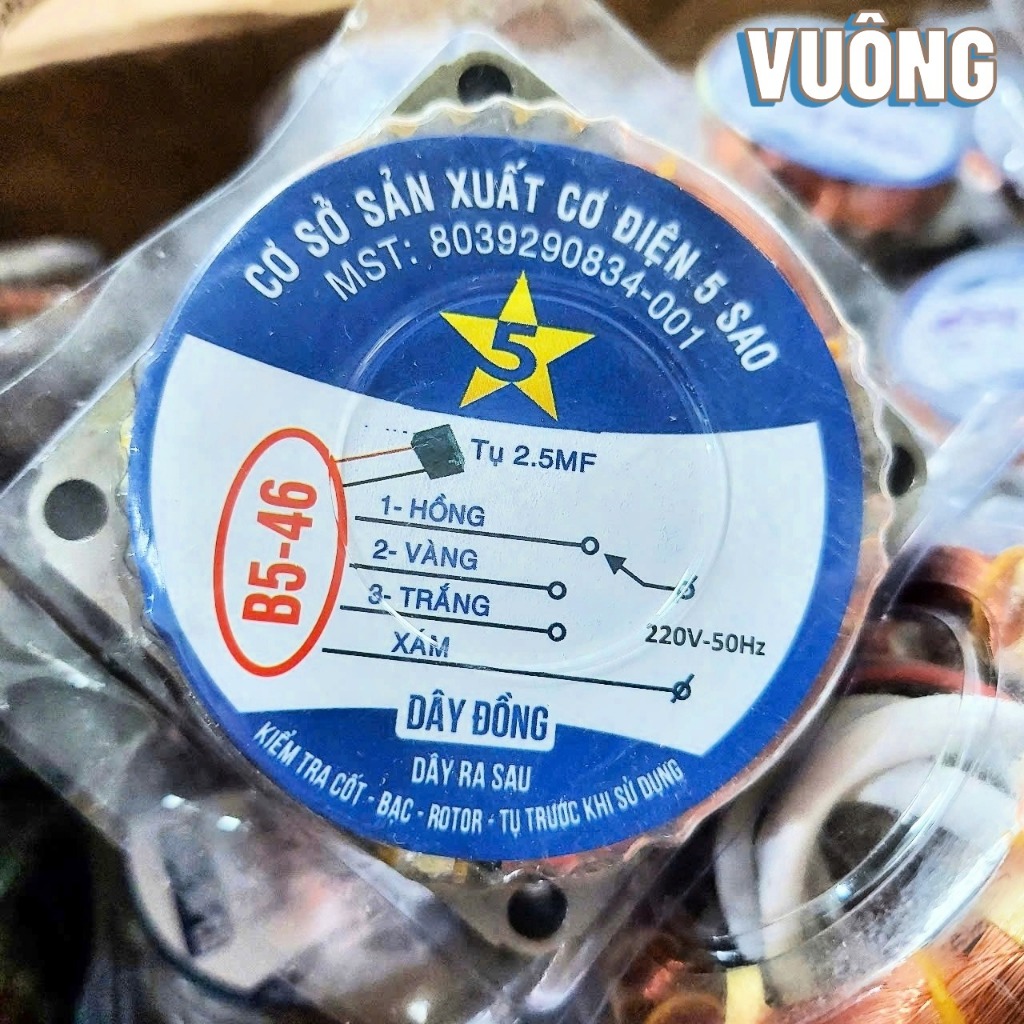 VUÔNG
CƠ SỞ SẢN XUẤT CƠ ĐIỆN 5 SAO
MST: 8039290834-001
5
Tụ 2.5MF
B5-46
1- HỒNG
2- VÀNG
3- TRẮNG
XÁM
220V-50Hz
DÂY ĐỒNG
DÂY RA SAU
KIỂM TRA CỐT - BẠC - ROTOR - TỤ TRƯỚC KHI SỬ DỤNG